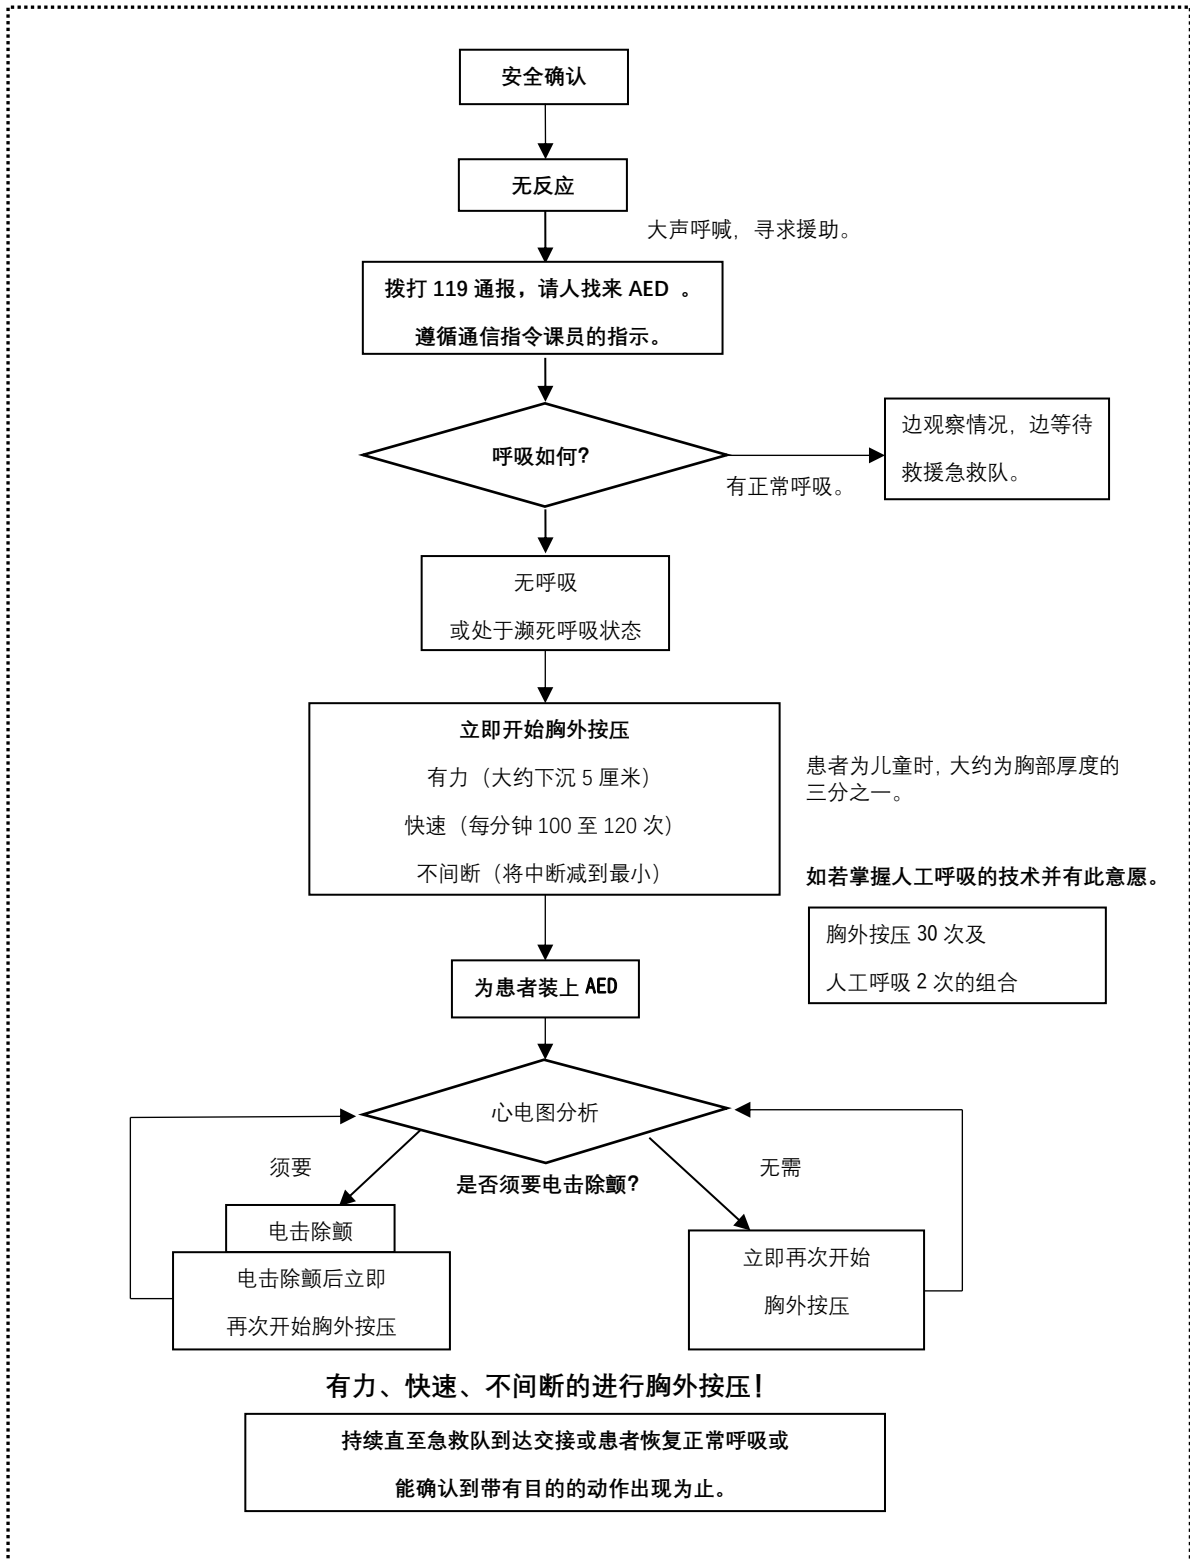 安全确认
无反应
大声呼喊，寻求援助。
拨打 119 通报，请人找来 AED 。
遵循通信指令课员的指示。
呼吸如何?
有正常呼吸。
边观察情况，边等待
救援急救队。
无呼吸
或处于濒死呼吸状态
立即开始胸外按压
有力（大约下沉 5 厘米）
快速（每分钟 100 至 120 次）
不间断（将中断减到最小）
患者为儿童时，大约为胸部厚度的
三分之一。
如若掌握人工呼吸的技术并有此意愿。
胸外按压 30 次及
人工呼吸 2 次的组合
为患者装上 AED
心电图分析
是否须要电击除颤?
须要
无需
电击除颤
电击除颤后立即
再次开始胸外按压
立即再次开始
胸外按压
有力、快速、不间断的进行胸外按压!
持续直至急救队到达交接或患者恢复正常呼吸或
能确认到带有目的的动作出现为止。